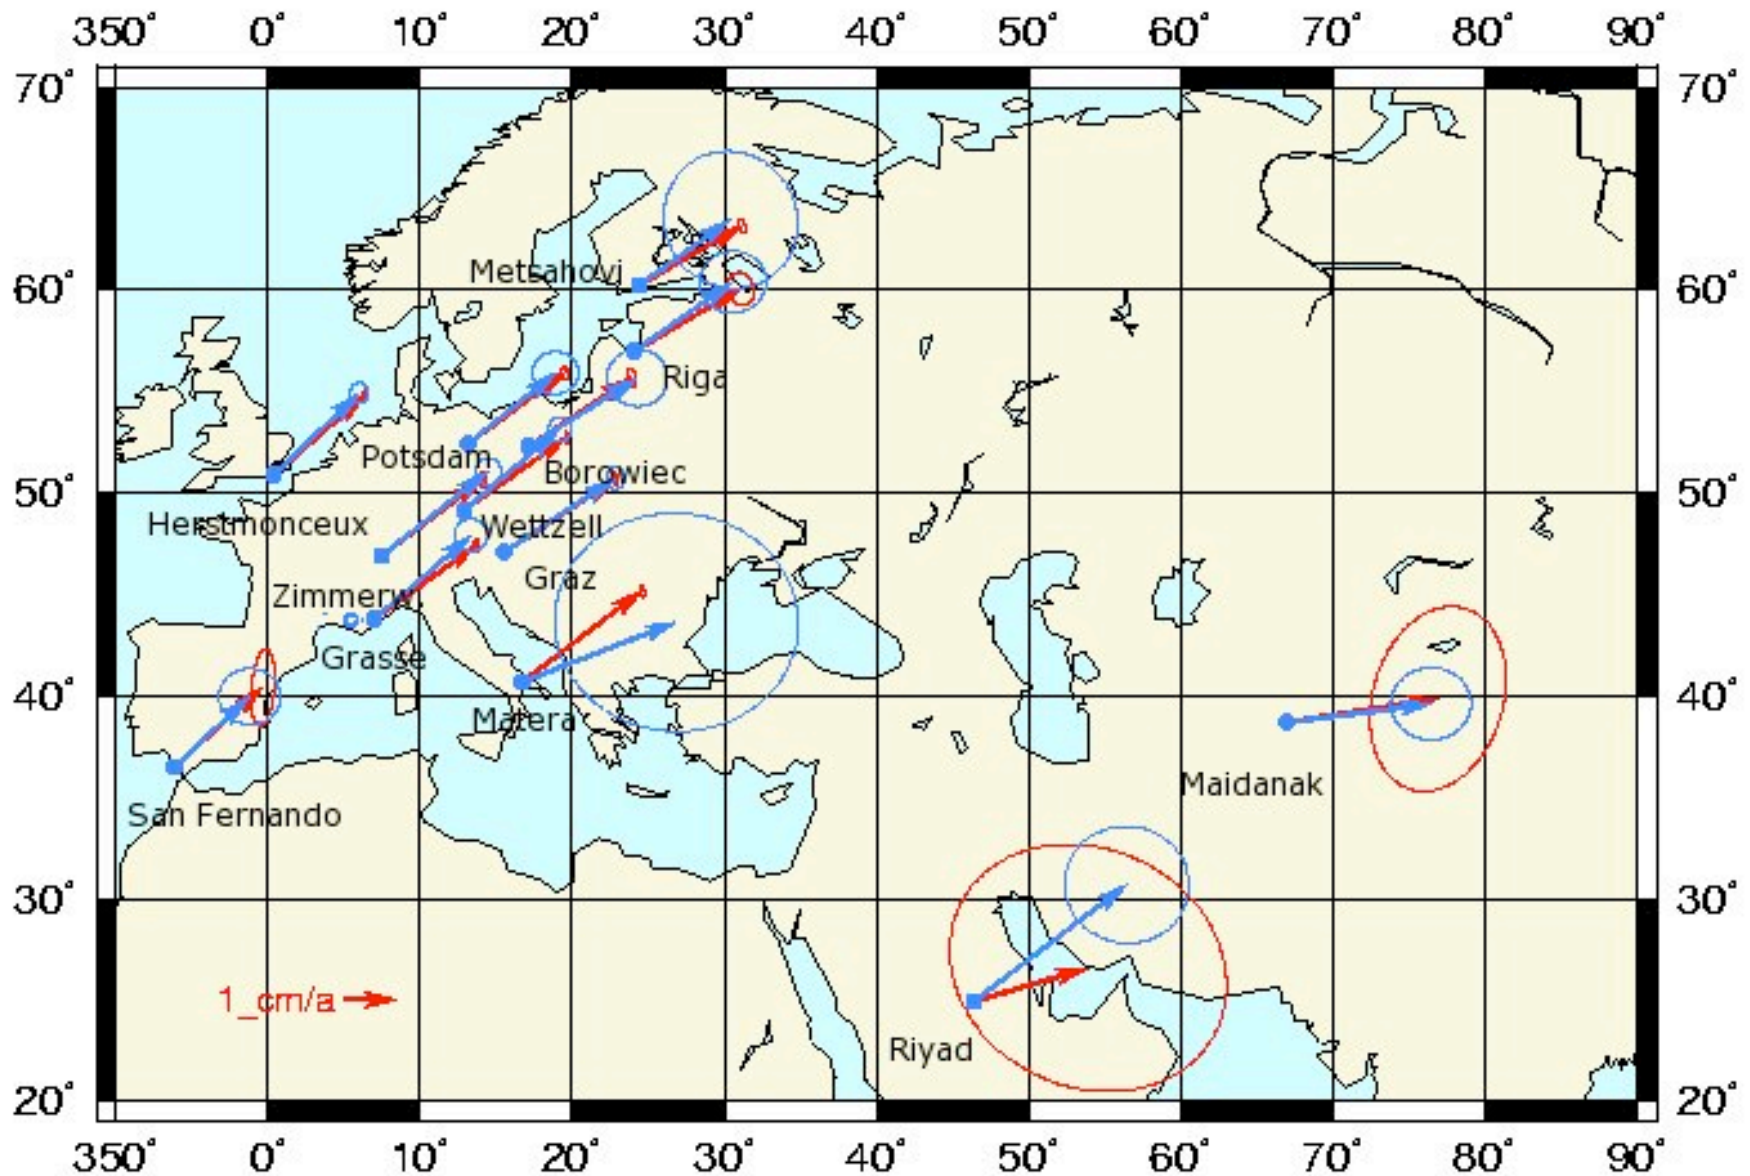 350° 0° 10° 20° 30° 40° 50° 60° 70° 80° 90°
70° 70°
Metsahovi
60° 60°
Riga
Potsdam
Borowiec
50° 50°
Herstmonceux
Wettzell
Graz
Zimmerw.
Grasse
40° 40°
Matera
Maidanak
San Fernando
30° 30°
1_cm/a
Riyad
20° 20°
350° 0° 10° 20° 30° 40° 50° 60° 70° 80° 90°